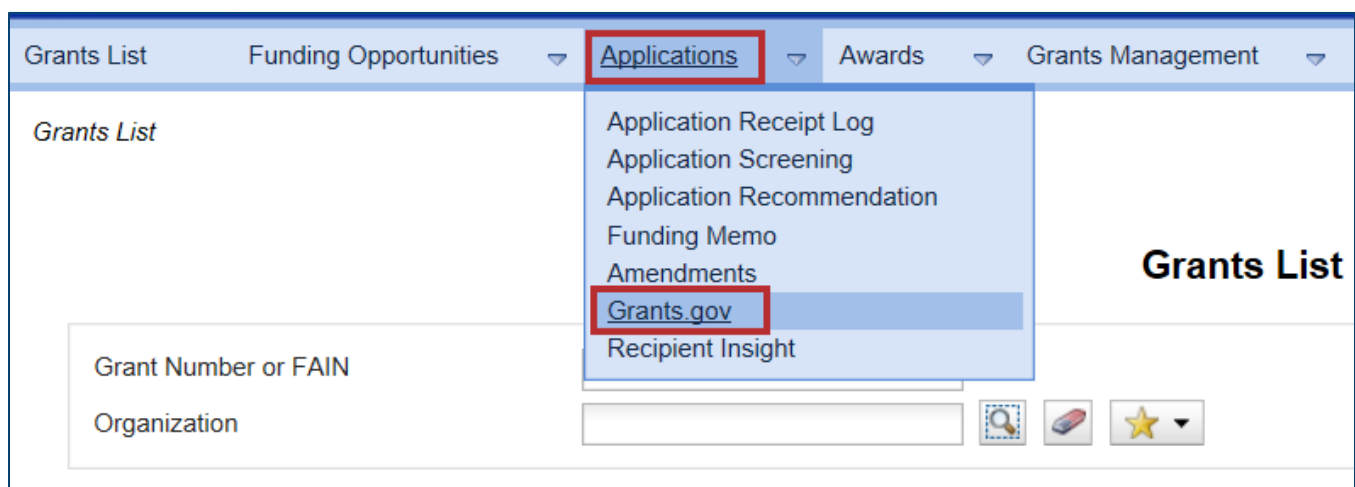 Grants List Funding Opportunities Applications Awards Grants Management
Grants List
Application Receipt Log
Application Screening
Application Recommendation
Funding Memo
Amendments
Grants List
Grants.gov
Recipient Insight
Grant Number or FAIN
Organization